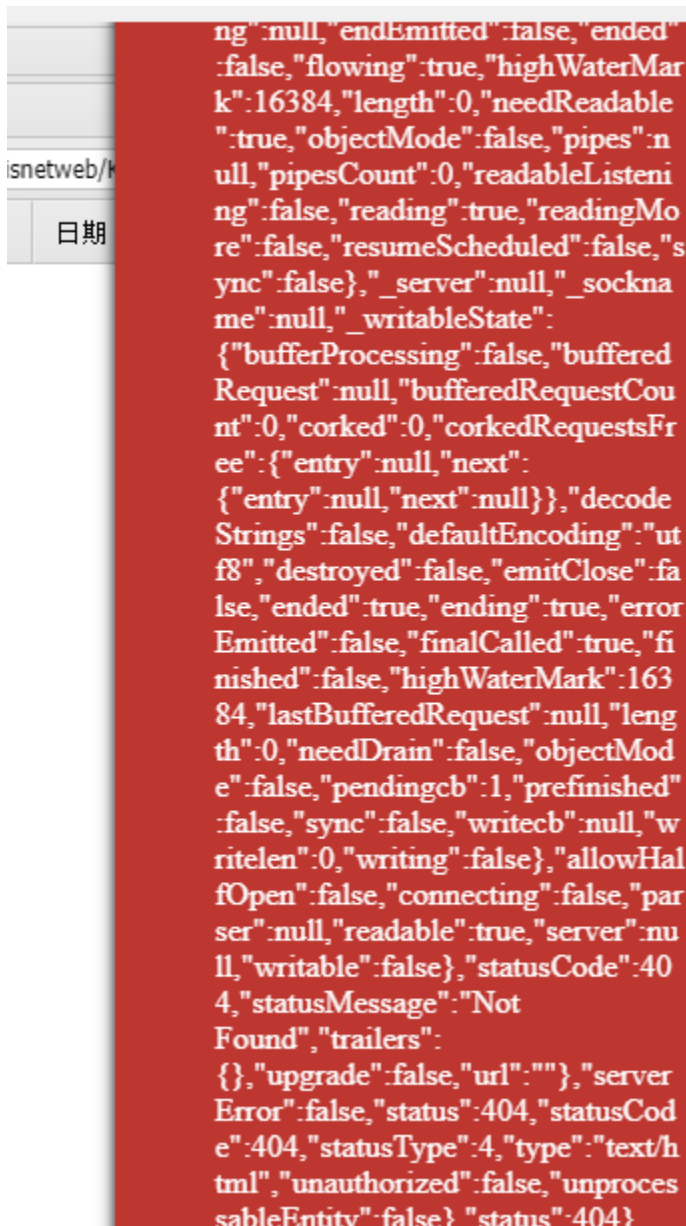 isnetweb/K
日期
ng":null,"endEmitted":false,"ended"
:false,"flowing":true,"highWaterMar
k":16384,"length":0,"needReadable
":true,"objectMode":false,"pipes":n
ull,"pipesCount":0,"readableListeni
ng":false,"reading":true,"readingMo
re":false,"resumeScheduled":false,"s
ync":false},"_server":null,"_sockna
me":null,"_writableState":
{"bufferProcessing":false,"buffered
Request":null,"bufferedRequestCou
nt":0,"corked":0,"corkedRequestsFr
ee":{"entry":null,"next":
{"entry":null,"next":null}},"decode
Strings":false,"defaultEncoding":"ut
f8","destroyed":false,"emitClose":fa
lse,"ended":true,"ending":true,"error
Emitted":false,"finalCalled":true,"fi
nished":false,"highWaterMark":163
84,"lastBufferedRequest":null,"leng
th":0,"needDrain":false,"objectMod
e":false,"pendingcb":1,"prefinished"
:false,"sync":false,"writecb":null,"w
ritelen":0,"writing":false},"allowHal
fOpen":false,"connecting":false,"par
ser":null,"readable":true,"server":nu
ll,"writable":false},"statusCode":40
4,"statusMessage":"Not
Found","trailers":
{},"upgrade":false,"url":""},"server
Error":false,"status":404,"statusCod
e":404,"statusType":4,"type":"text/h
tml","unauthorized":false,"unproces
sableEntity":false},"status":404}